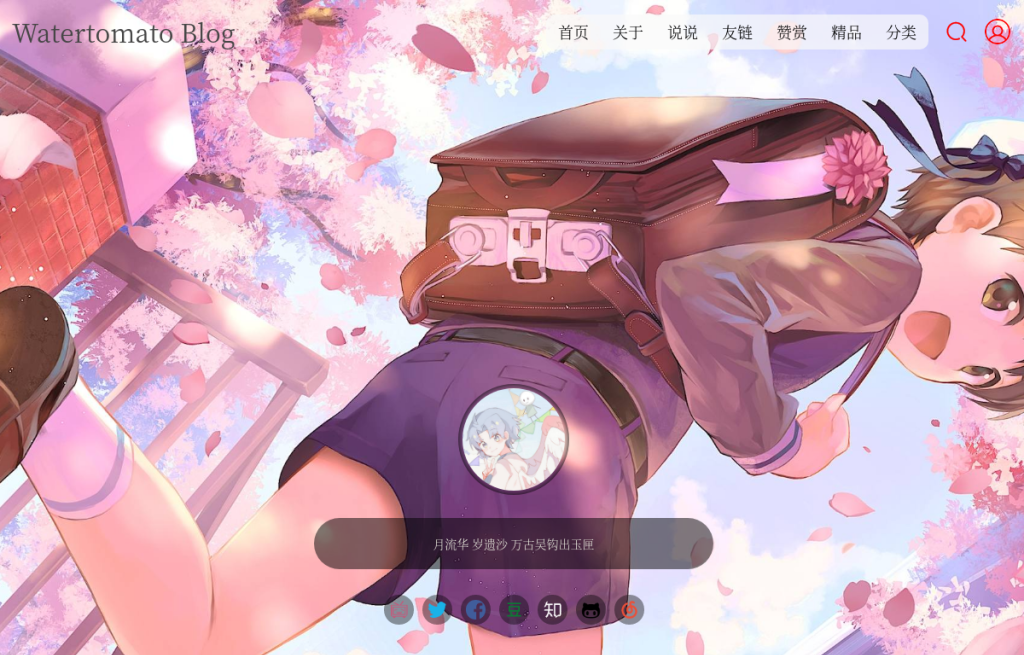 Watertomato Blog
首页 关于 说说 友链 赞赏 精品 分类
月流华 岁遗沙 万古吴钩出玉匣
豆 知